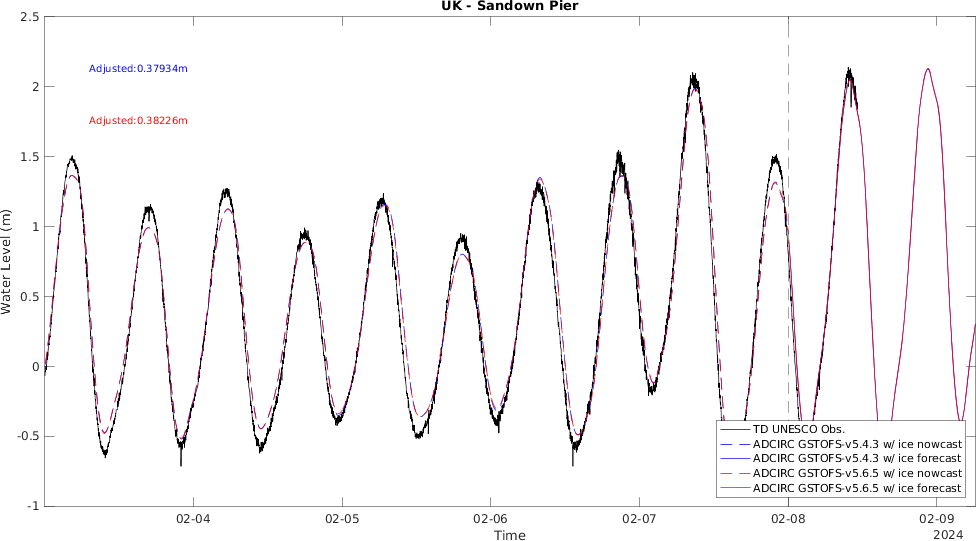 UK - Sandown Pier
2.5
2
1.5
1
0.5
0
-0.5
-1
Water Level (m)
Adjusted:0.37934m
Adjusted:0.38226m
TD UNESCO Obs.
ADCIRC GSTOFS-v5.4.3 w/ ice nowcast
ADCIRC GSTOFS-v5.4.3 w/ ice forecast
ADCIRC GSTOFS-v5.6.5 w/ ice nowcast
ADCIRC GSTOFS-v5.6.5 w/ ice forecast
02-04 02-05 02-06 02-07 02-08 02-09
Time
2024